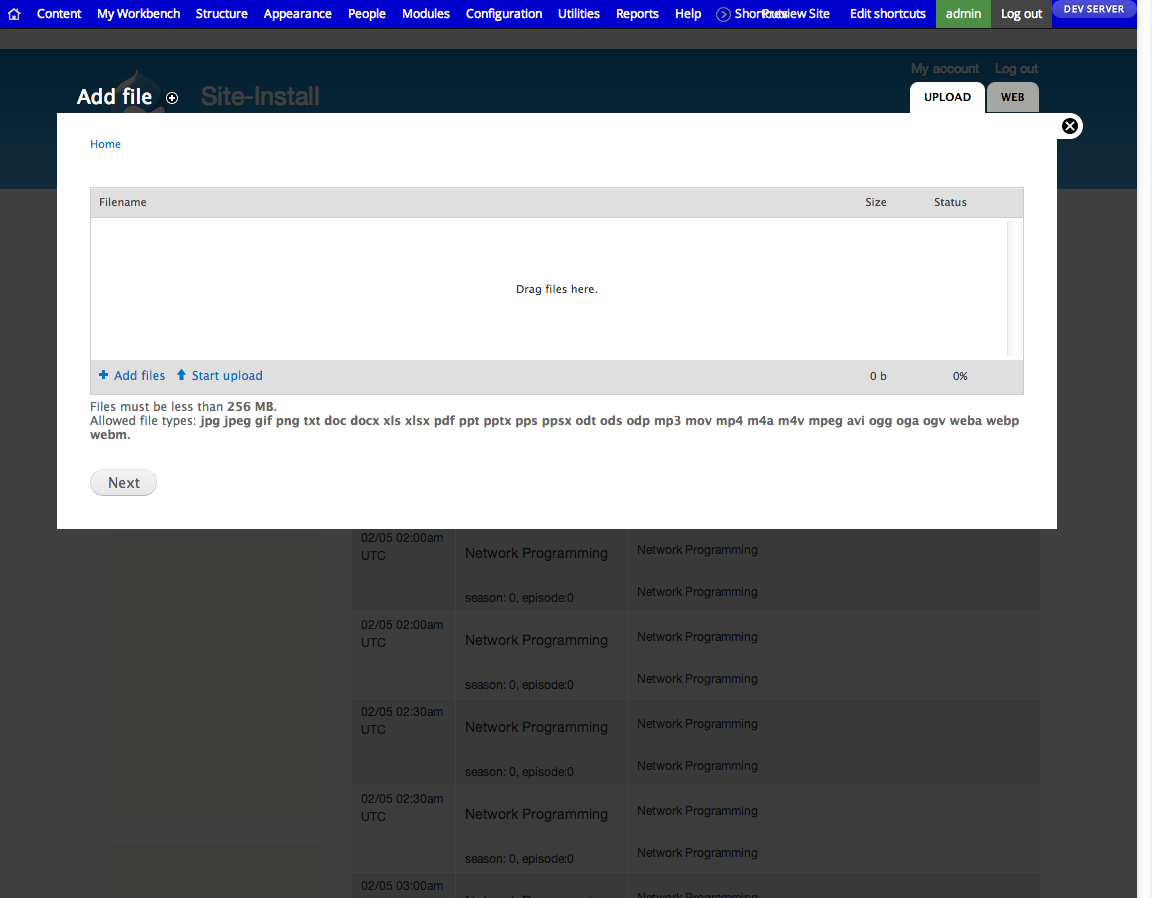 Content My Workbench Structure Appearance People Modules Configuration Utilities Reports Help Shortcuts Preview Site Edit shortcuts admin Log out DEV SERVER
My account Log out
Add file Site-Install UPLOAD WEB
Home
Filename Size Status
Drag files here.
Add files Start upload 0 b 0%
Files must be less than 256 MB.
Allowed file types: jpg jpeg gif png txt doc docx xls xlsx pdf ppt pptx pps ppsx odt ods odp mp3 mov mp4 m4a m4v mpeg avi ogg oga ogv weba webp
webm.
Next
02/05 02:00am
UTC
Network Programming
season: 0, episode:0
Network Programming
Network Programming
02/05 02:00am
UTC
Network Programming
season: 0, episode:0
Network Programming
Network Programming
02/05 02:30am
UTC
Network Programming
season: 0, episode:0
Network Programming
Network Programming
02/05 02:30am
UTC
Network Programming
season: 0, episode:0
Network Programming
Network Programming
02/05 03:00am
Network Programming
Network Programming